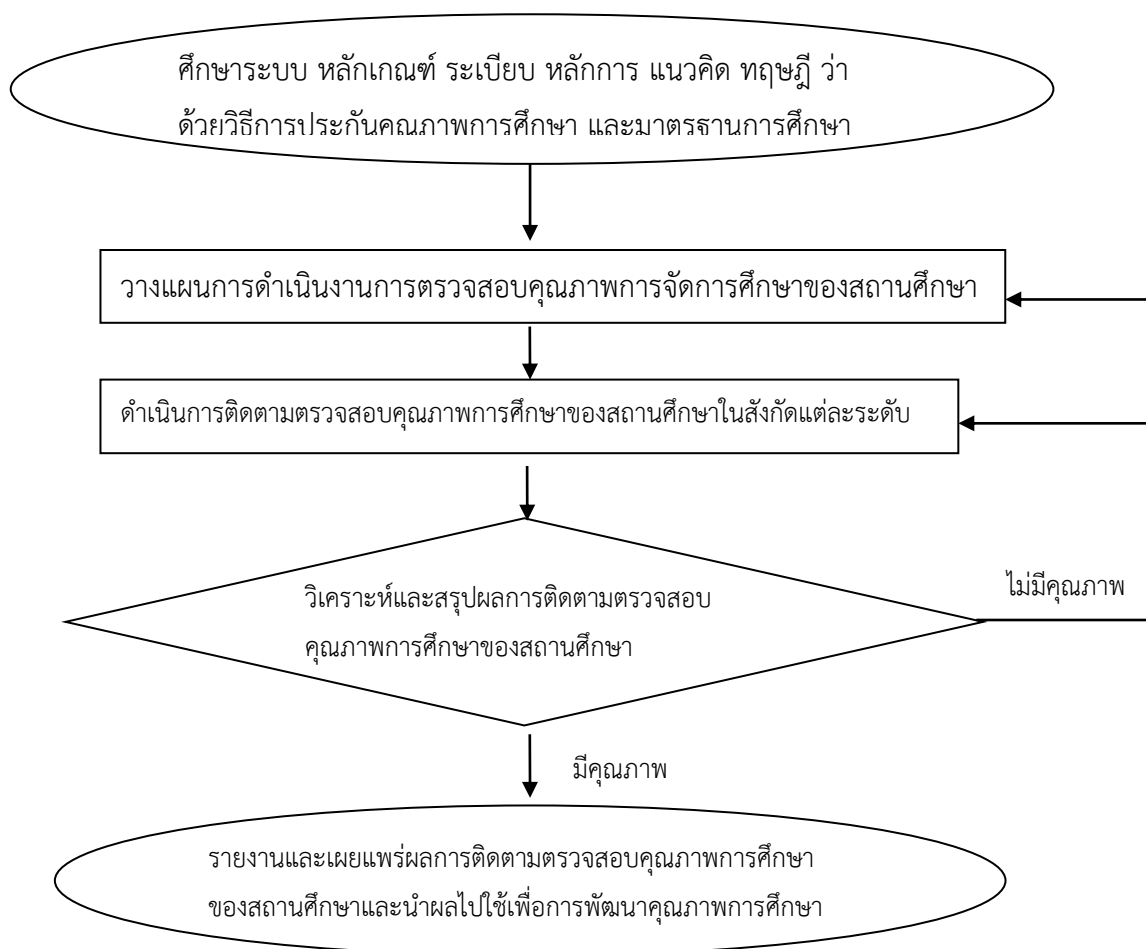 ศึกษาระบบ หลักเกณฑ์ ระเบียบ หลักการ แนวคิด ทฤษฎี ว่า
ด้วยวิธีการประกันคุณภาพการศึกษา และมาตรฐานการศึกษา
วางแผนการดำเนินงานการตรวจสอบคุณภาพการจัดการศึกษาของสถานศึกษา
ดำเนินการติดตามตรวจสอบคุณภาพการศึกษาของสถานศึกษาในสังกัดแต่ละระดับ
วิเคราะห์และสรุปผลการติดตามตรวจสอบ
คุณภาพการศึกษาของสถานศึกษา
ไม่มีคุณภาพ
มีคุณภาพ
รายงานและเผยแพร่ผลการติดตามตรวจสอบคุณภาพการศึกษา
ของสถานศึกษาและนำผลไปใช้เพื่อการพัฒนาคุณภาพการศึกษา